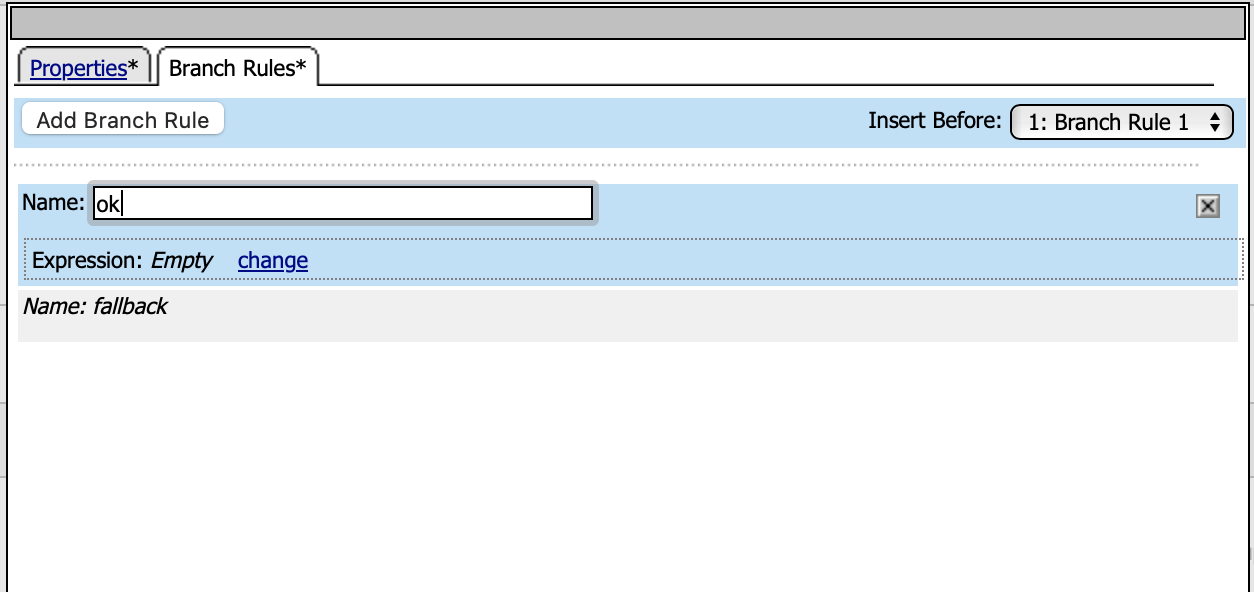 Properties* Branch Rules*
Add Branch Rule Insert Before: 1: Branch Rule 1
Name: ok
Expression: Empty change
Name: fallback